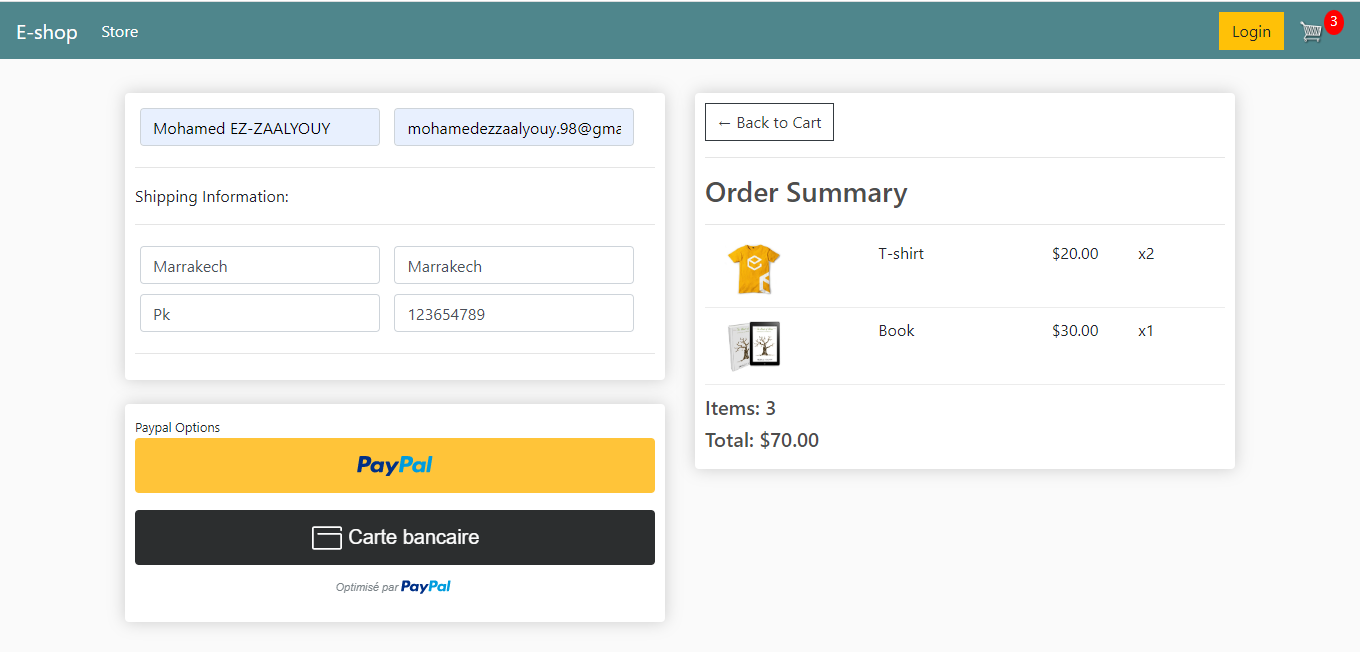 E-shop Store Login 3
Mohamed EZ-ZAALYOUY mohamedezzaalyouy.98@gma
Shipping Information:
Marrakech Marrakech
Pk 123654789
Paypal Options
PayPal
Carte bancaire
Optimisé par PayPal
← Back to Cart
Order Summary
T-shirt $20.00 x2
Book $30.00 x1
Items: 3
Total: $70.00